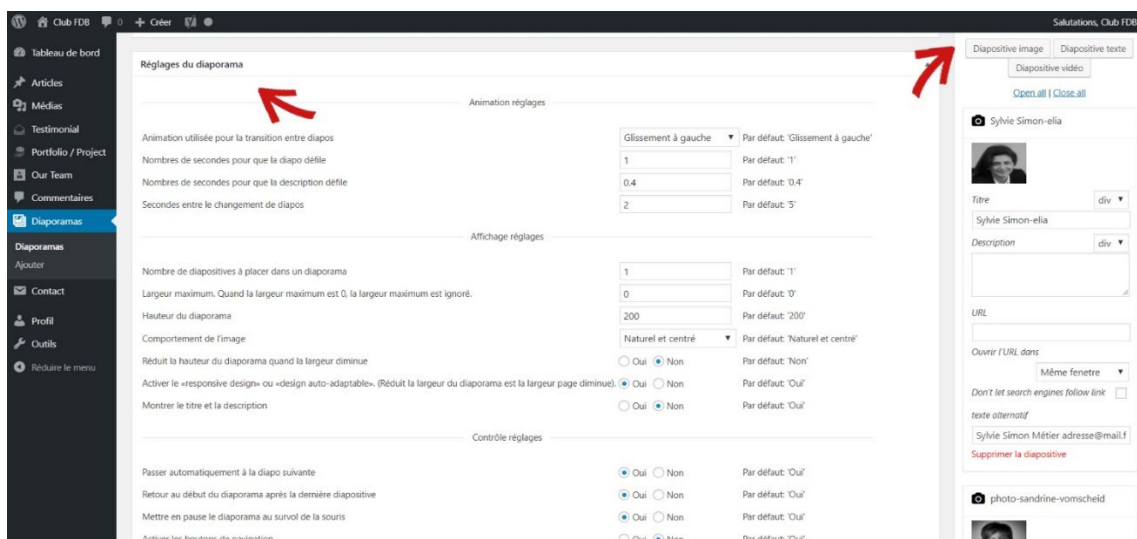 Club FDB 0 Créer
Salutations, Club FDB
Tableau de bord
Articles
Médias
Testimonial
Portfolio / Project
Our Team
Commentaires
Diaporamas
Diaporamas
Ajouter
Contact
Profil
Outils
Réduire le menu
Réglages du diaporama
Animation réglages
Animation utilisée pour la transition entre diapos Glissement à gauche Par défaut: 'Glissement à gauche'
Nombres de secondes pour que la diapo défile 1 Par défaut: '1'
Nombres de secondes pour que la description défile 0.4 Par défaut: '0.4'
Secondes entre le changement de diapos 2 Par défaut: '5'
Affichage réglages
Nombre de diapositives à placer dans un diaporama 1 Par défaut: '1'
Largeur maximum. Quand la largeur maximum est 0, la largeur maximum est ignoré. 0 Par défaut: '0'
Hauteur du diaporama 200 Par défaut: '200'
Comportement de l'image Naturel et centré Par défaut: 'Naturel et centré'
Réduit la hauteur du diaporama quand la largeur diminue Oui Non Par défaut: 'Non'
Activer le «responsive design» ou «design auto-adaptable». (Réduit la largeur du diaporama est la largeur page diminue). Oui Non Par défaut: 'Oui'
Montrer le titre et la description Oui Non Par défaut: 'Oui'
Contrôle réglages
Passer automatiquement à la diapo suivante Oui Non Par défaut: 'Oui'
Retour au début du diaporama après la dernière diapositive Oui Non Par défaut: 'Oui'
Mettre en pause le diaporama au survol de la souris Oui Non Par défaut: 'Oui'
Activer les boutons de navigation Oui Non Par défaut: 'Oui'
Diapositive image Diapositive texte
Diapositive vidéo
Open all | Close all
Sylvie Simon-elia
Titre div
Sylvie Simon-elia
Description div
URL
Ouvrir l'URL dans
Même fenetre
Don't let search engines follow link
texte alternatif
Sylvie Simon Métier adresse@mail.f
Supprimer la diapositive
photo-sandrine-vomscheid